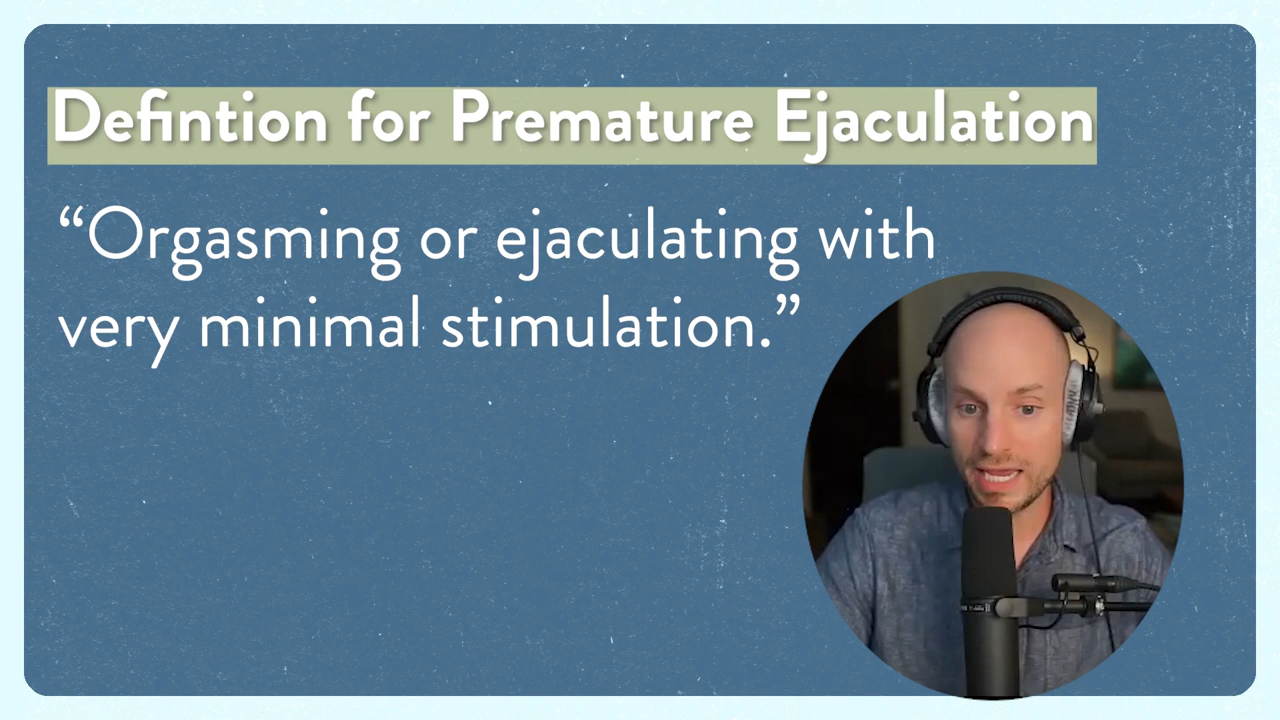 Defintion for Premature Ejaculation
“Orgasming or ejaculating with
very minimal stimulation.”